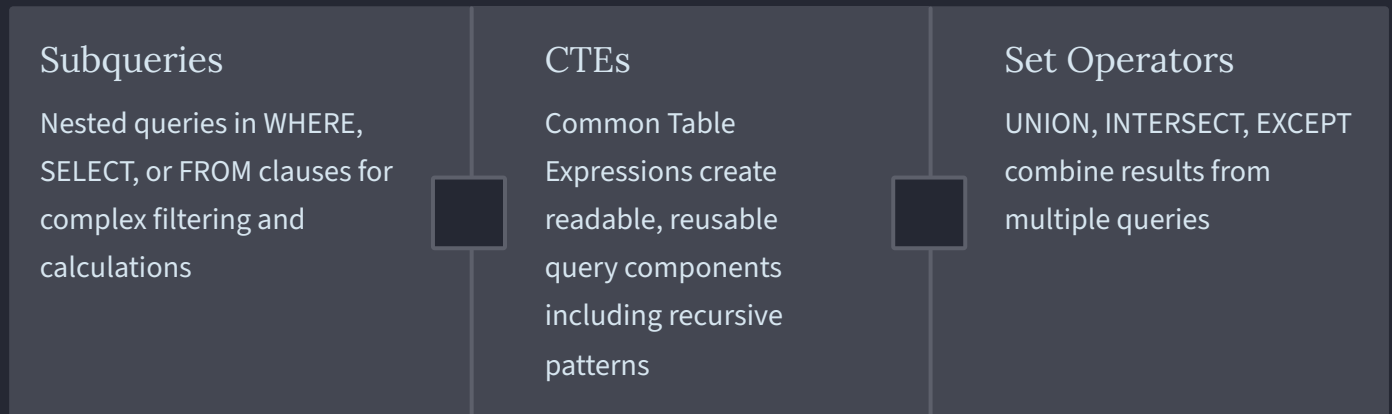 Subqueries
Nested queries in WHERE,
SELECT, or FROM clauses for
complex filtering and
calculations
CTEs
Common Table
Expressions create
readable, reusable
query components
including recursive
patterns
Set Operators
UNION, INTERSECT, EXCEPT
combine results from
multiple queries